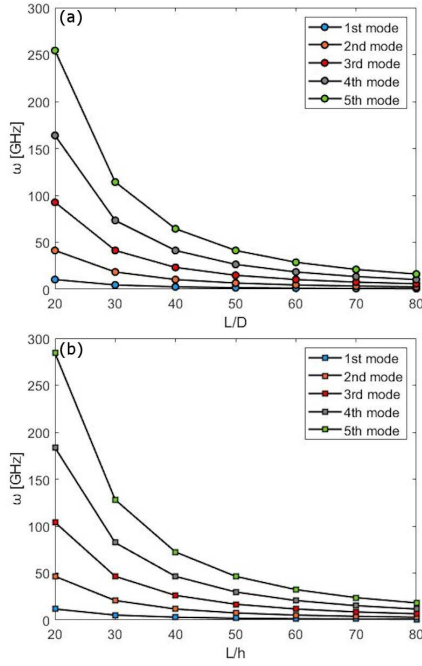 300
(a)
1st mode
2nd mode
3rd mode
4th mode
5th mode
250
200
150
100
50
0
ω [GHz]
20 30 40 50 60 70 80
L/D
300
(b)
1st mode
2nd mode
3rd mode
4th mode
5th mode
250
200
150
100
50
0
ω [GHz]
20 30 40 50 60 70 80
L/h